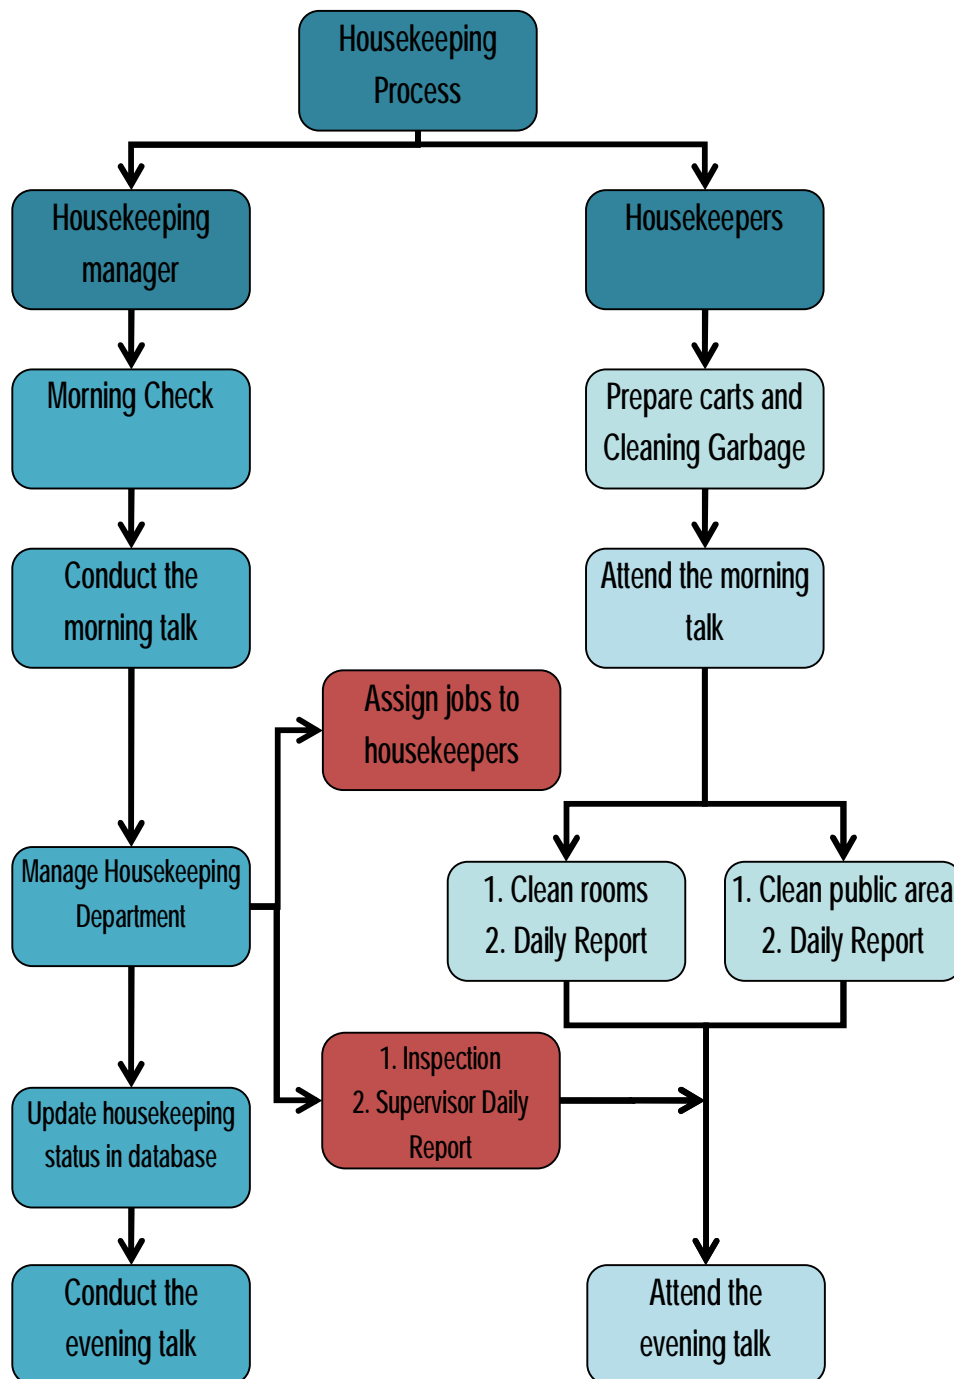 Housekeeping
Process
Housekeeping
manager
Housekeepers
Morning Check
Prepare carts and
Cleaning Garbage
Conduct the
morning talk
Attend the morning
talk
Assign jobs to
housekeepers
Manage Housekeeping
Department
1. Clean rooms
2. Daily Report
1. Clean public area
2. Daily Report
1. Inspection
2. Supervisor Daily
Report
Update housekeeping
status in database
Conduct the
evening talk
Attend the
evening talk